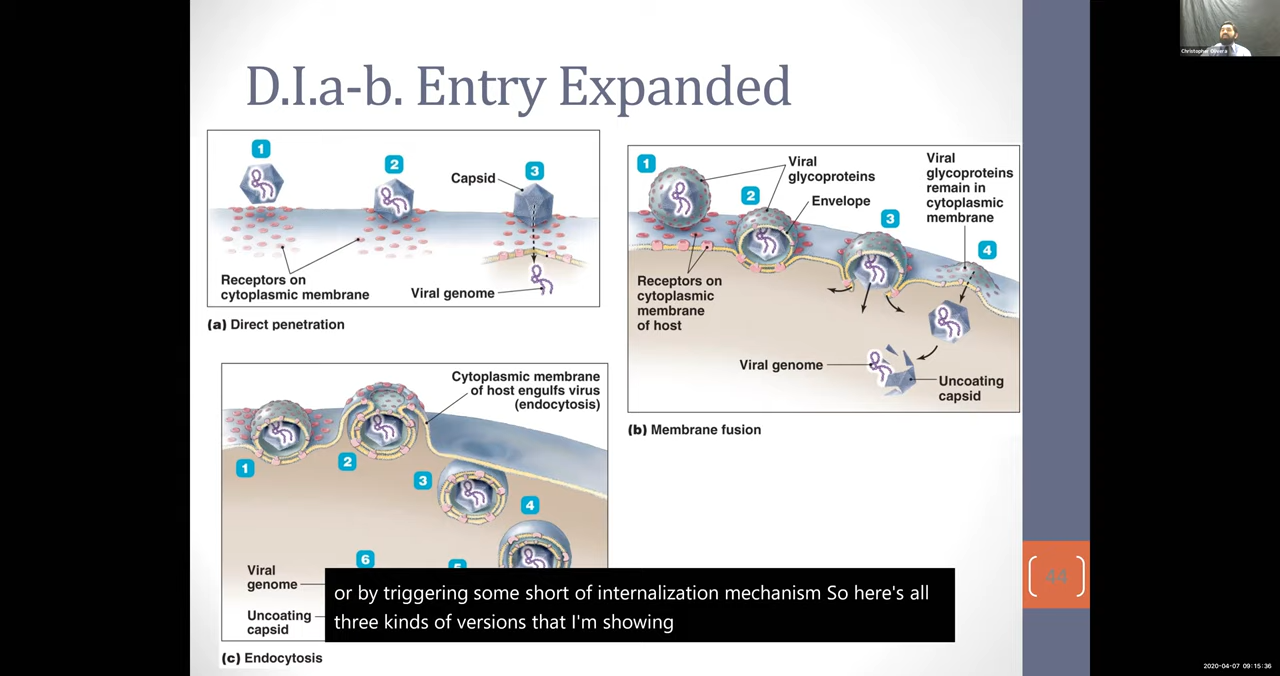 Christopher Olvera
D.I.a-b. Entry Expanded
1
2
3
Capsid
Receptors on
cytoplasmic membrane
Viral genome
(a) Direct penetration
1
2
3
4
Viral
glycoproteins
Envelope
Viral
glycoproteins
remain in
cytoplasmic
membrane
Receptors on
cytoplasmic
membrane
of host
Viral genome
Uncoating
capsid
(b) Membrane fusion
Cytoplasmic membrane
of host engulfs virus
(endocytosis)
1
2
3
4
6
Viral
genome
Uncoating
capsid
(c) Endocytosis
44
or by triggering some short of internalization mechanism So here's all
three kinds of versions that I'm showing
2020-04-07 09:15:36